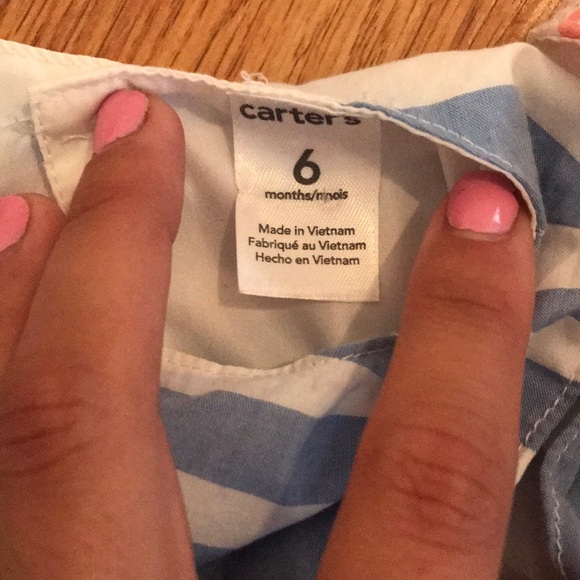 carter's
6
months/mois
Made in Vietnam
Fabriqué au Vietnam
Hecho en Vietnam